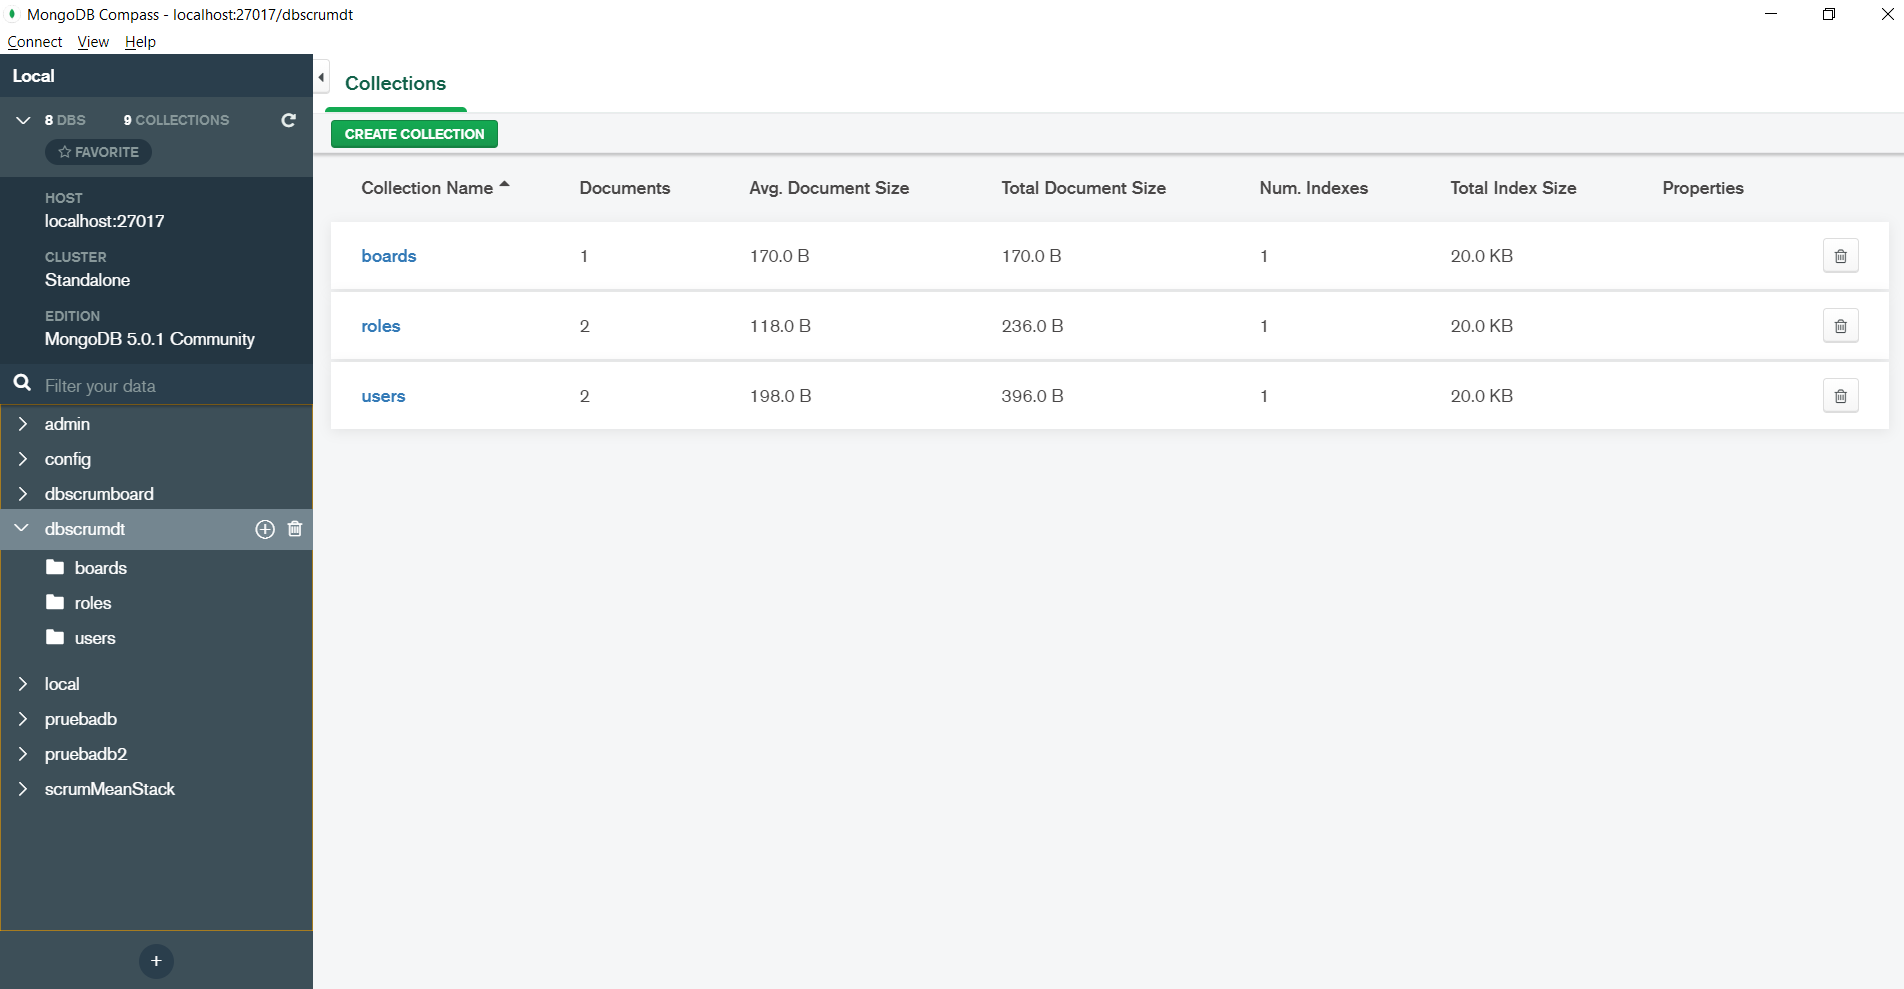 MongoDB Compass - localhost:27017/dbscrumdt
Connect View Help
Local
8 DBS 9 COLLECTIONS
FAVORITE
HOST
localhost:27017
CLUSTER
Standalone
EDITION
MongoDB 5.0.1 Community
Filter your data
admin
config
dbscrumboard
dbscrumdt
boards
roles
users
local
pruebadb
pruebadb2
scrumMeanStack
+
Collections
CREATE COLLECTION
Collection Name Documents Avg. Document Size Total Document Size Num. Indexes Total Index Size Properties
boards 1 170.0 B 170.0 B 1 20.0 KB
roles 2 118.0 B 236.0 B 1 20.0 KB
users 2 198.0 B 396.0 B 1 20.0 KB